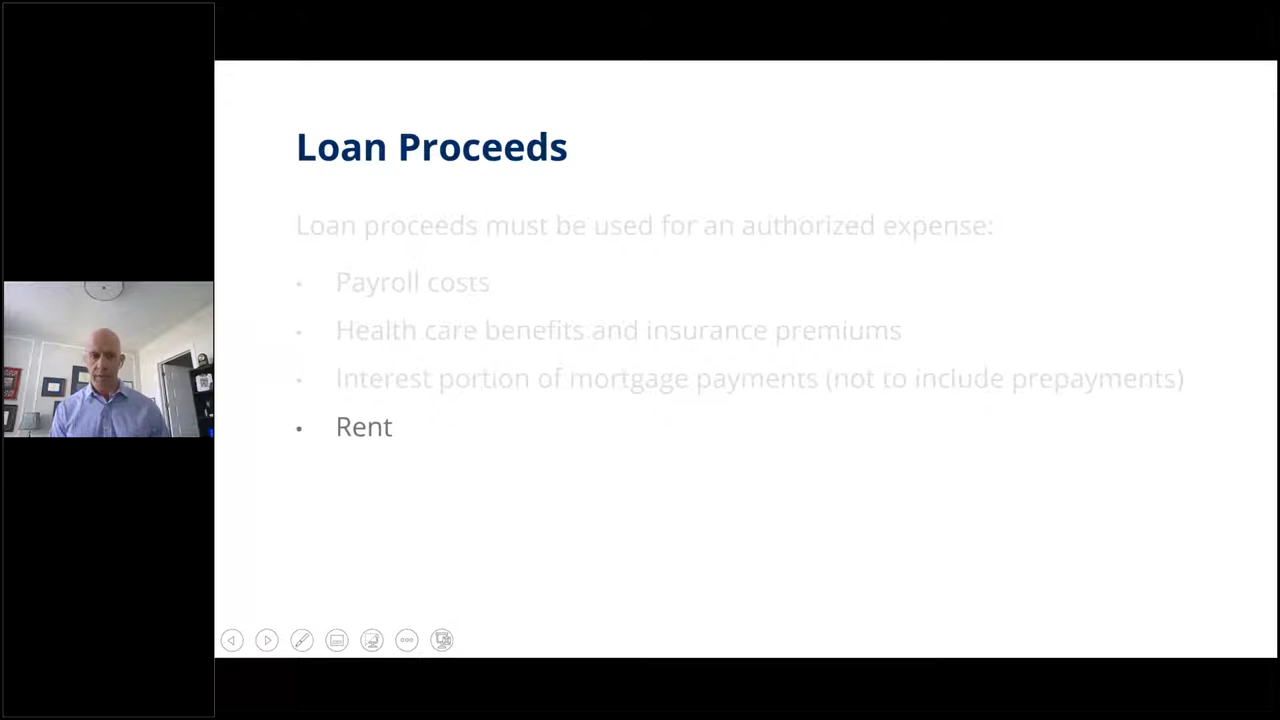 Loan Proceeds
Loan proceeds must be used for an authorized expense:
• Payroll costs
• Health care benefits and insurance premiums
• Interest portion of mortgage payments (not to include prepayments)
• Rent